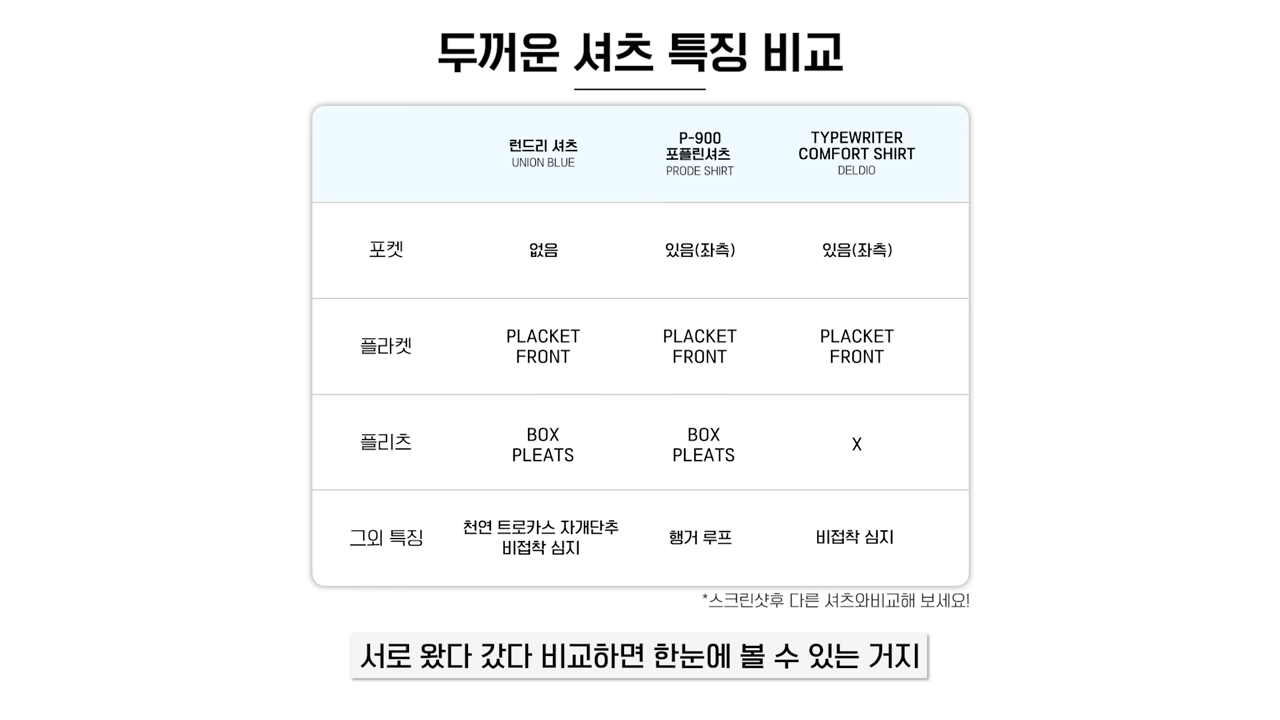 두꺼운 셔츠 특징 비교
런드리 셔츠
UNION BLUE
P-900
포플린셔츠
PRODE SHIRT
TYPEWRITER
COMFORT SHIRT
DELDIO
포켓
없음
있음(좌측)
있음(좌측)
플라켓
PLACKET
FRONT
PLACKET
FRONT
PLACKET
FRONT
플리츠
BOX
PLEATS
BOX
PLEATS
X
그외 특징
천연 트로카스 자개단추
비접착 심지
행거 루프
비접착 심지
*스크린샷후 다른 셔츠와비교해 보세요!
서로 왔다 갔다 비교하면 한눈에 볼 수 있는 거지